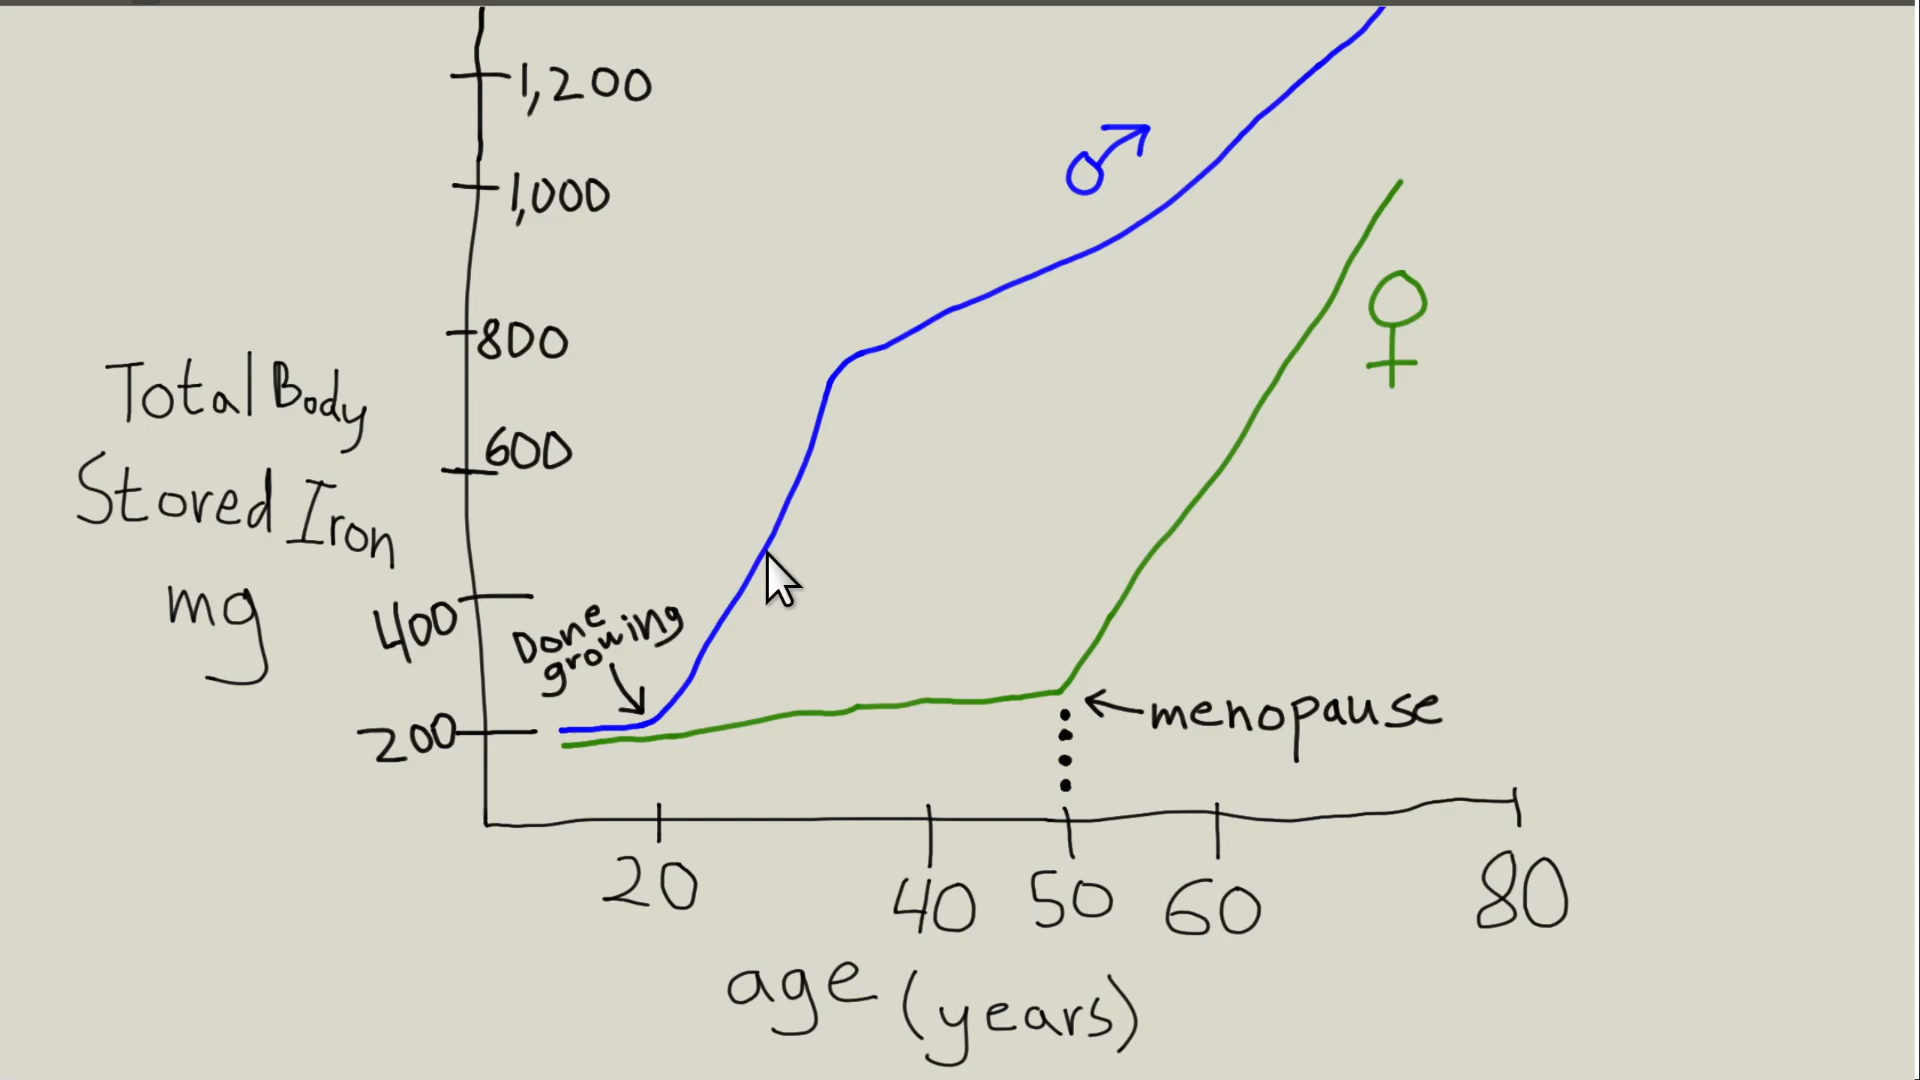 1,200
1,000
800
600
400
200
Total Body
Stored Iron
mg
Done
growing
menopause
20
40
50
60
80
age (years)